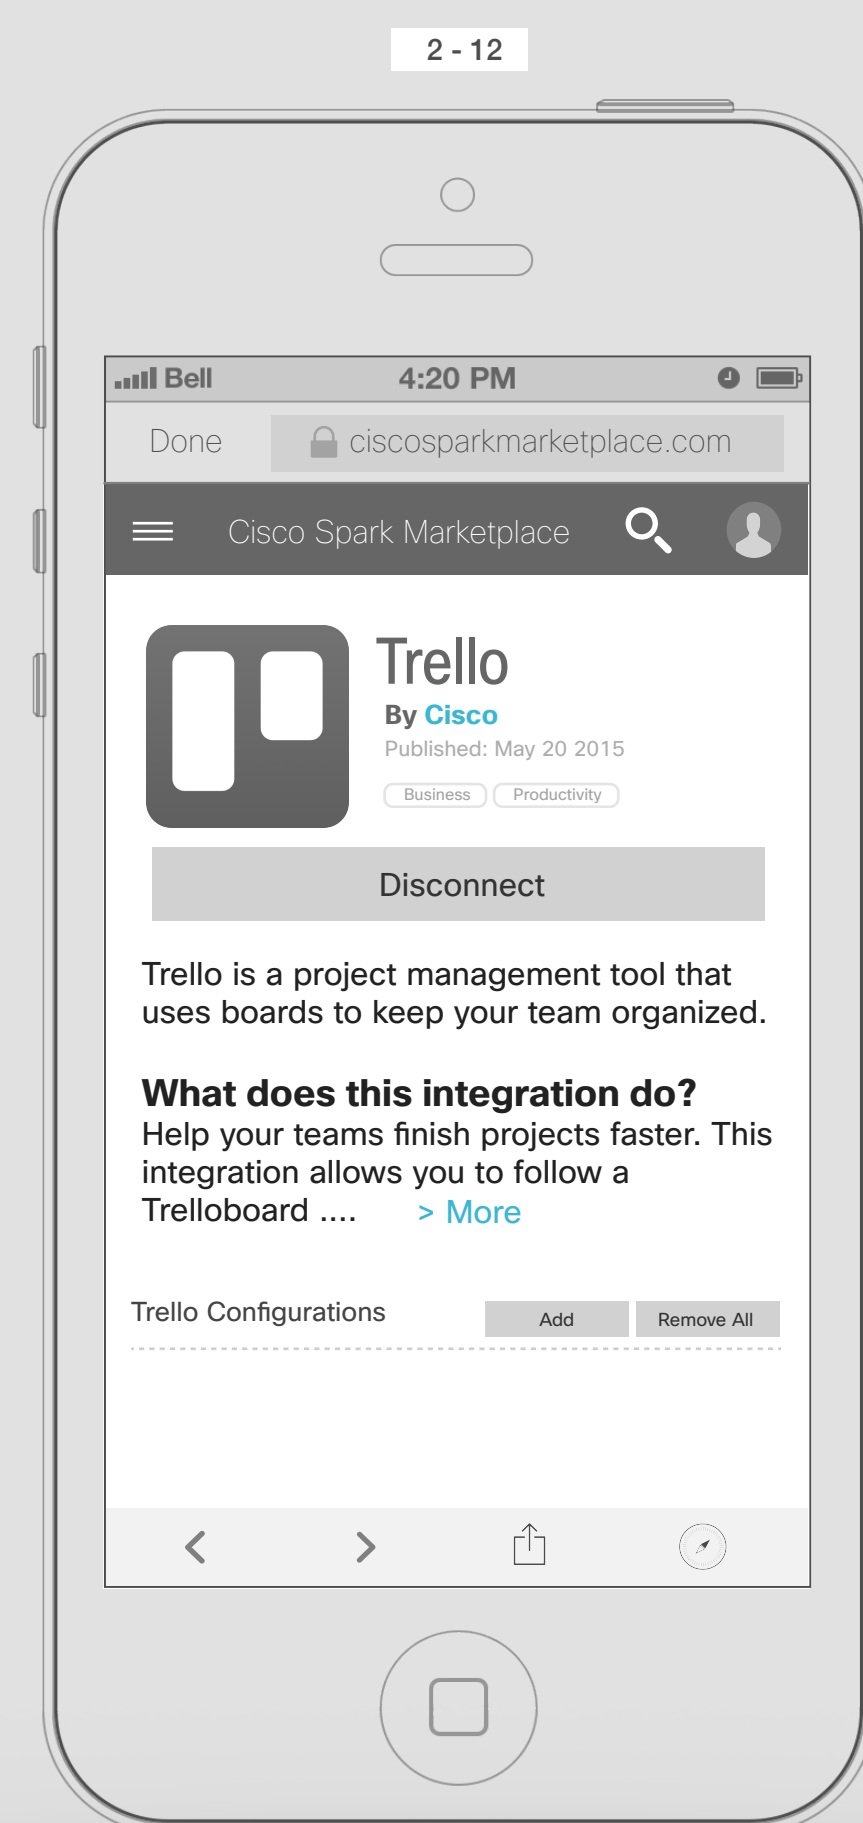 2 - 12
Bell 4:20 PM
Done ciscosparkmarketplace.com
Cisco Spark Marketplace
Trello
By Cisco
Published: May 20 2015
Business Productivity
Disconnect
Trello is a project management tool that
uses boards to keep your team organized.
What does this integration do?
Help your teams finish projects faster. This
integration allows you to follow a
Trelloboard .... > More
Trello Configurations Add Remove All